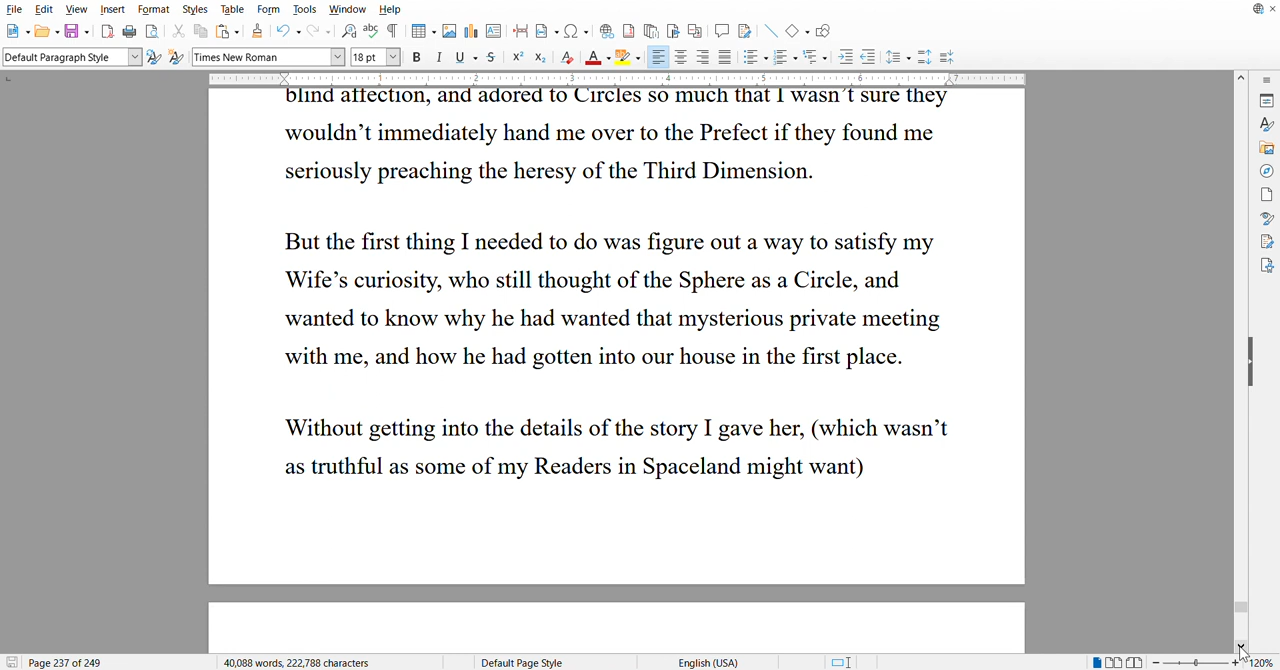 File Edit View Insert Format Styles Table Form Tools Window Help
Default Paragraph Style Times New Roman 18 pt
1 2 3 4 5 6 7
blind affection, and adored to Circles so much that I wasn’t sure they
wouldn’t immediately hand me over to the Prefect if they found me
seriously preaching the heresy of the Third Dimension.
But the first thing I needed to do was figure out a way to satisfy my
Wife’s curiosity, who still thought of the Sphere as a Circle, and
wanted to know why he had wanted that mysterious private meeting
with me, and how he had gotten into our house in the first place.
Without getting into the details of the story I gave her, (which wasn’t
as truthful as some of my Readers in Spaceland might want)
Page 237 of 249 40,088 words, 222,788 characters Default Page Style English (USA) 120%